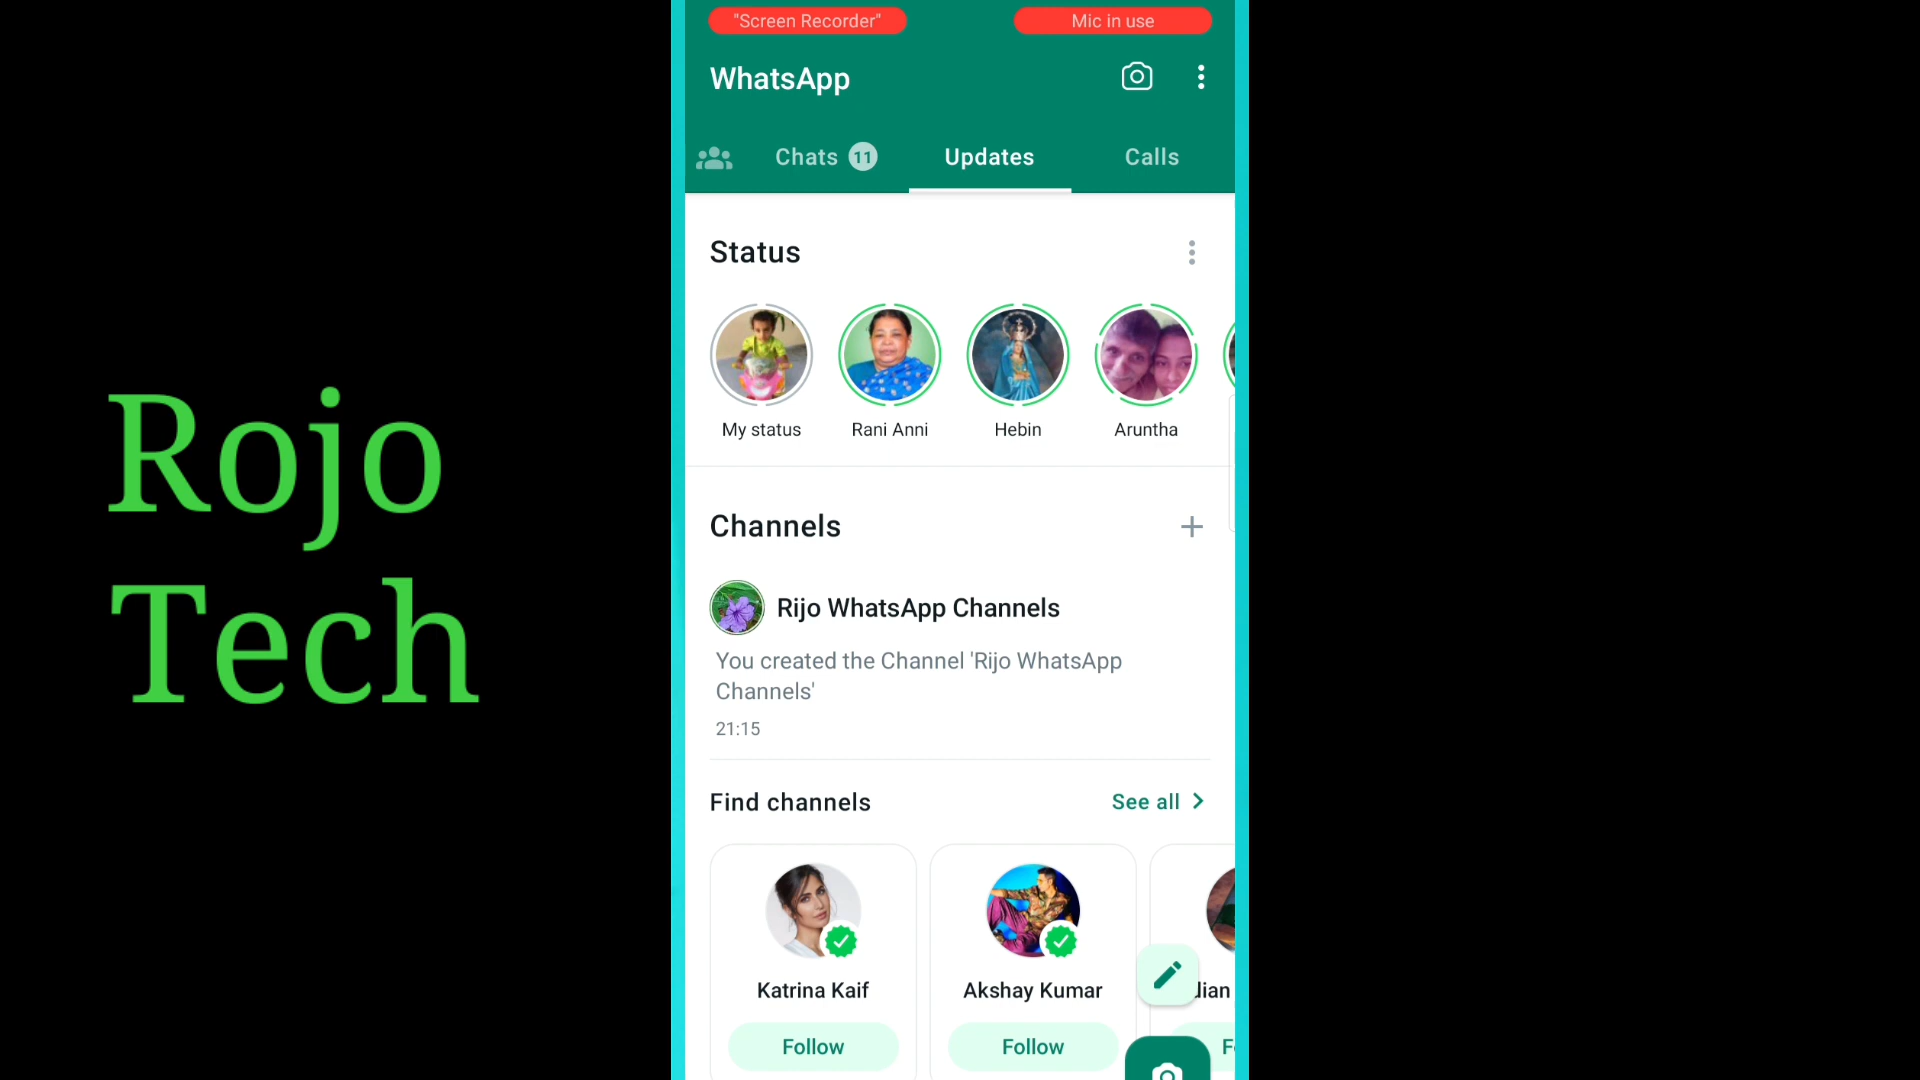 Rojo
Tech
"Screen Recorder"
Mic in use
WhatsApp
Chats 11
Updates
Calls
Status
My status
Rani Anni
Hebin
Aruntha
Channels
Rijo WhatsApp Channels
You created the Channel 'Rijo WhatsApp
Channels'
21:15
Find channels
See all
Katrina Kaif
Akshay Kumar
Follow
Follow